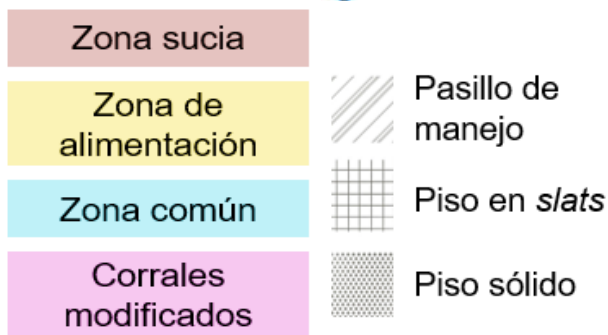 Zona sucia
Zona de
alimentación
Zona común
Corrales
modificados
Pasillo de
manejo
Piso en slats
Piso sólido